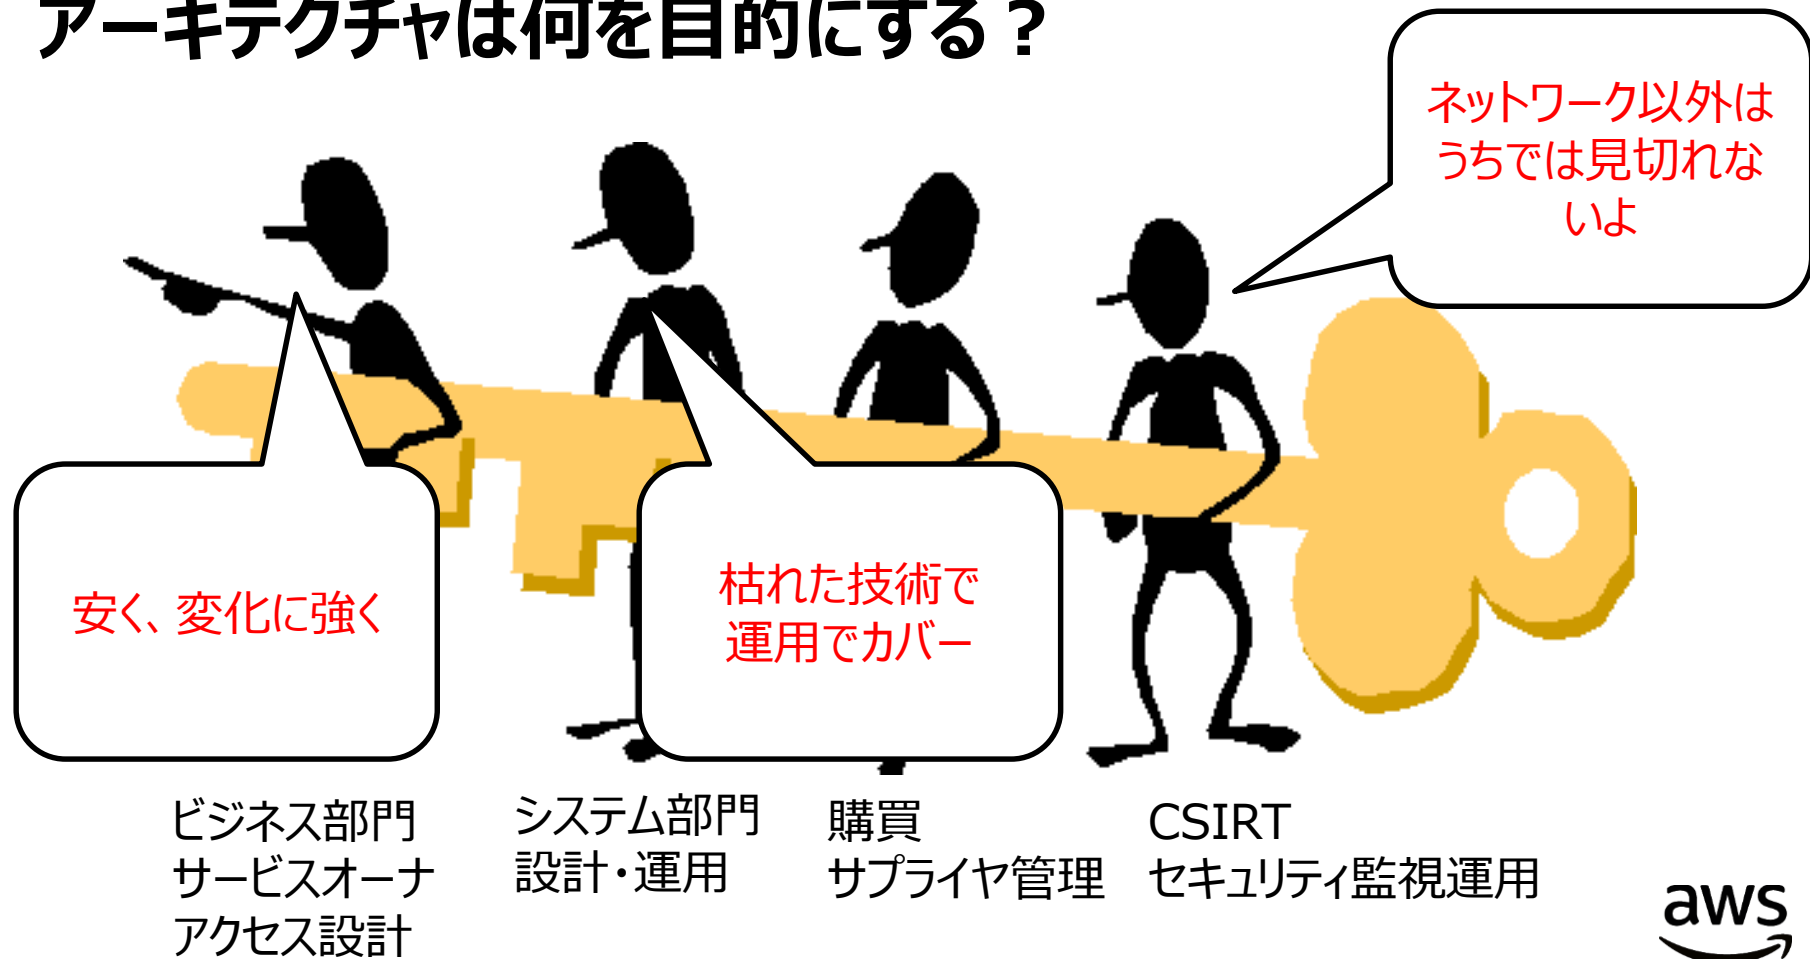 アーキテクチャは何を目的にする？
ネットワーク以外は
うちでは見切れな
いよ
安く、変化に強く
枯れた技術で
運用でカバー
ビジネス部門
サービスオーナ
アクセス設計
システム部門
設計・運用
購買
サプライヤ管理
CSIRT
セキュリティ監視運用
aws